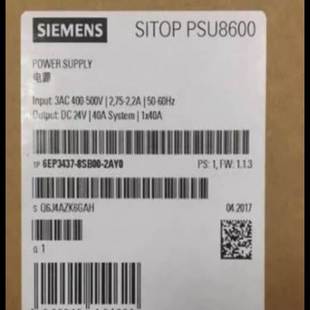 SIEMENS SITOP PSU8600
POWER SUPPLY
电源
Input: 3AC 400-500V | 2,75-2,2A | 50-60Hz
Output: DC 24V | 40A System | 1x40A
1P 6EP3437-8SB00-2AY0 PS: 1, FW: 1.1.3
S Q6J4AZK6GAH 04.2017
Q 1